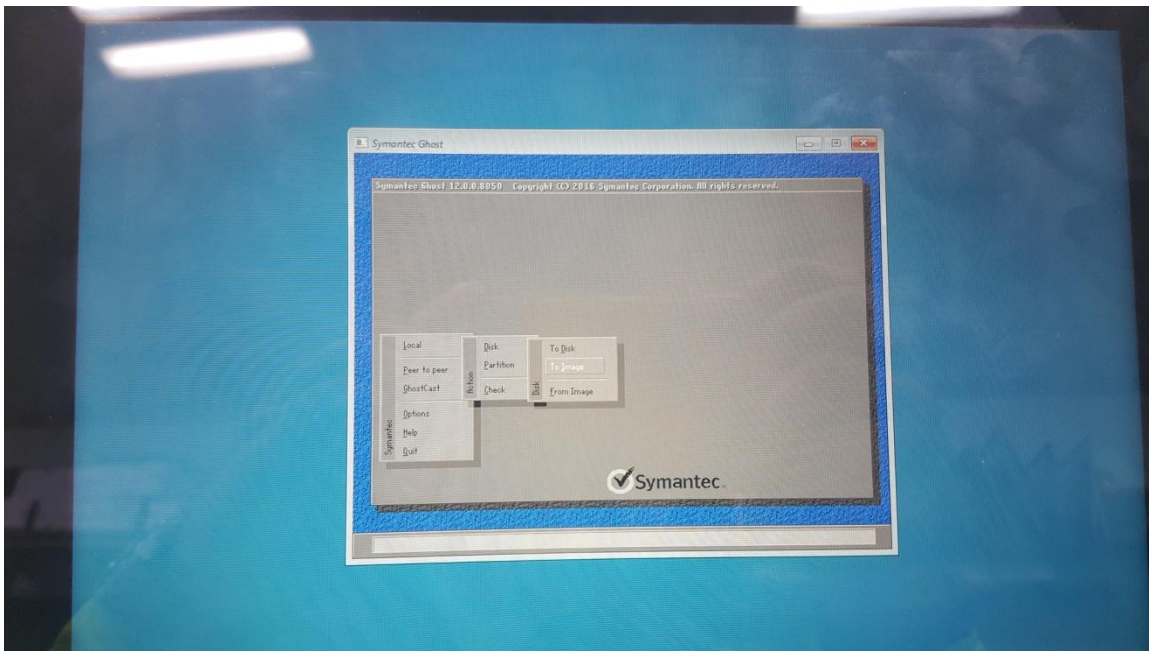 Symantec Ghost
Symantec Ghost 12.0.0.8050 Copyright (C) 2016 Symantec Corporation. All rights reserved.
Symantec
Local
Peer to peer
GhostCast
Options
Help
Quit
Action
Disk
Partition
Check
Disk
To Disk
To Image
From Image
Symantec